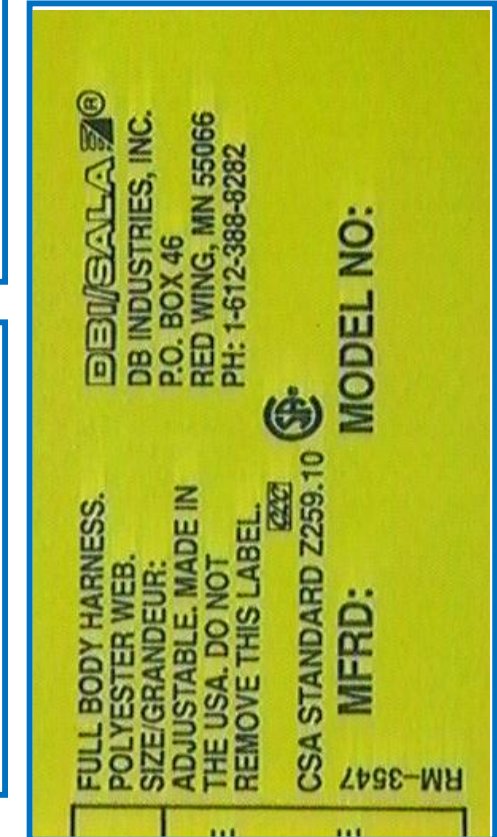 FULL BODY HARNESS.
POLYESTER WEB.
SIZE/GRANDEUR:
ADJUSTABLE. MADE IN
THE USA. DO NOT
REMOVE THIS LABEL.
CSA STANDARD Z259.10
MFRD:
RM-3547
DBI/SALA ®
DB INDUSTRIES, INC.
P.O. BOX 46
RED WING, MN 55066
PH: 1-612-388-8282
MODEL NO: